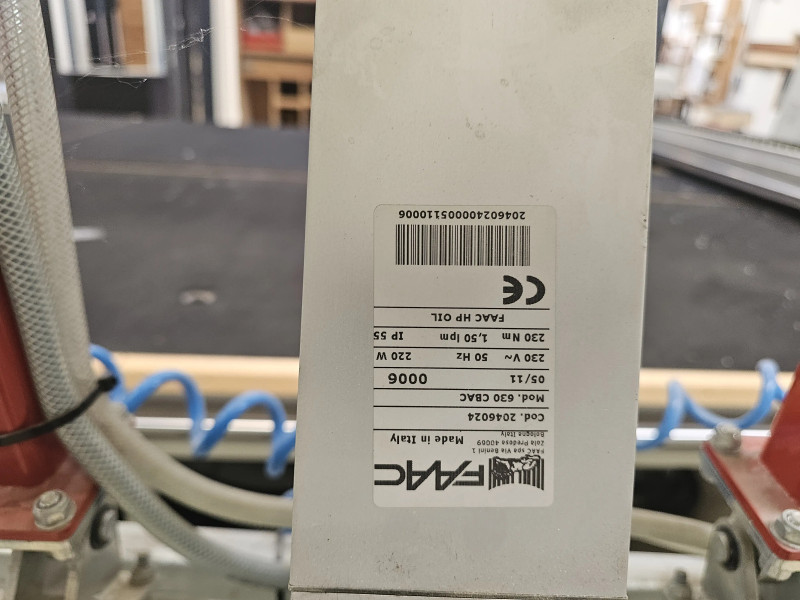 FAAC
FAAC spa Via Benini 1
Zola Predosa 40069
Bologna Italy
Made in Italy
Cod. 2046024
Mod. 630 CBAC
05/11 0006
230 V~ 50 Hz 220 W
230 Nm 1,50 lpm IP 55
FAAC HP OIL
CE
2046024000005110006